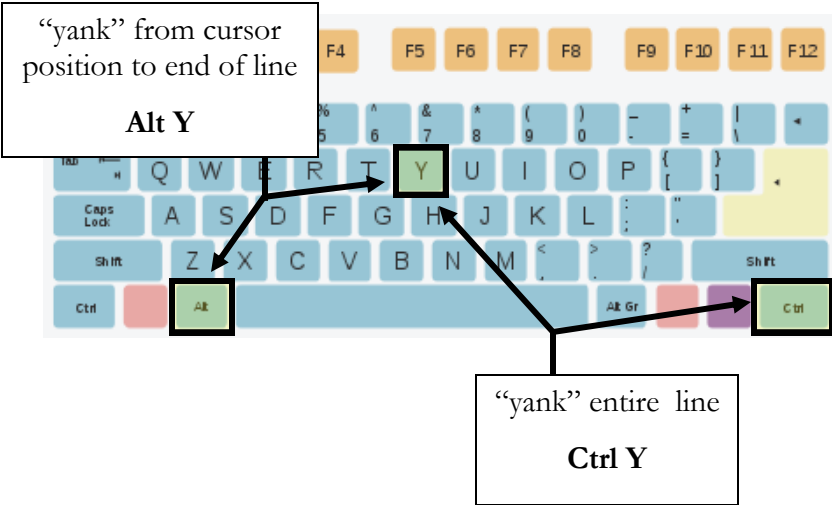 “yank” from cursor
position to end of line
Alt Y
F4 F5 F6 F7 F8 F9 F10 F11 F12
% 5 ^ 6 & 7 * 8 ( 9 ) 0 _ - + = | \
Tab Q W E R T Y U I O P { [ } ]
Caps Lock A S D F G H J K L : ; "
Shift Z X C V B N M < , > . ? / Shift
Ctrl Alt Alt Gr Ctrl
“yank” entire line
Ctrl Y